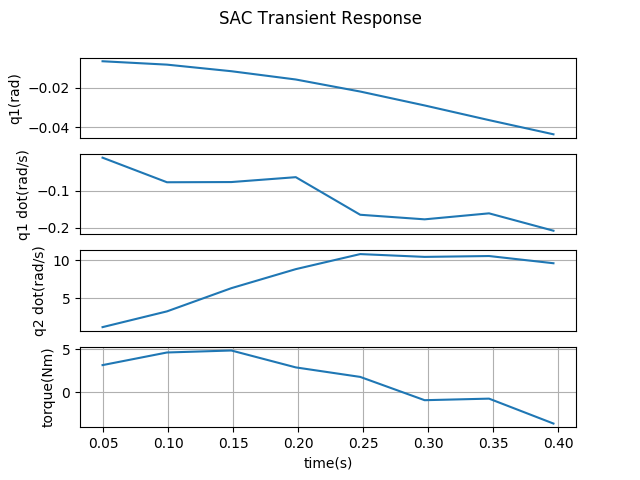 SAC Transient Response
q1(rad)
−0.02
−0.04
q1 dot(rad/s)
−0.1
−0.2
q2 dot(rad/s)
10
5
torque(Nm)
5
0
0.05 0.10 0.15 0.20 0.25 0.30 0.35 0.40
time(s)